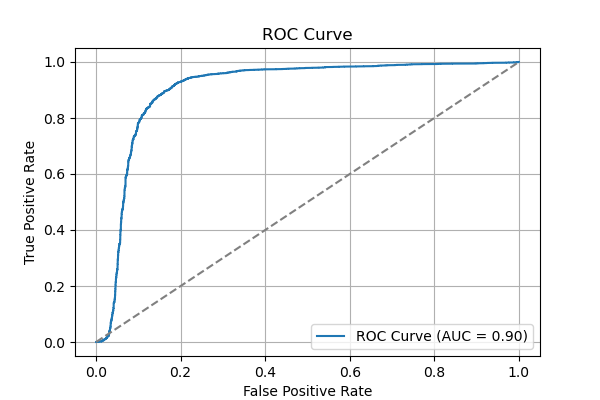 ROC Curve
True Positive Rate
1.0
0.8
0.6
0.4
0.2
0.0
ROC Curve (AUC = 0.90)
0.0 0.2 0.4 0.6 0.8 1.0
False Positive Rate